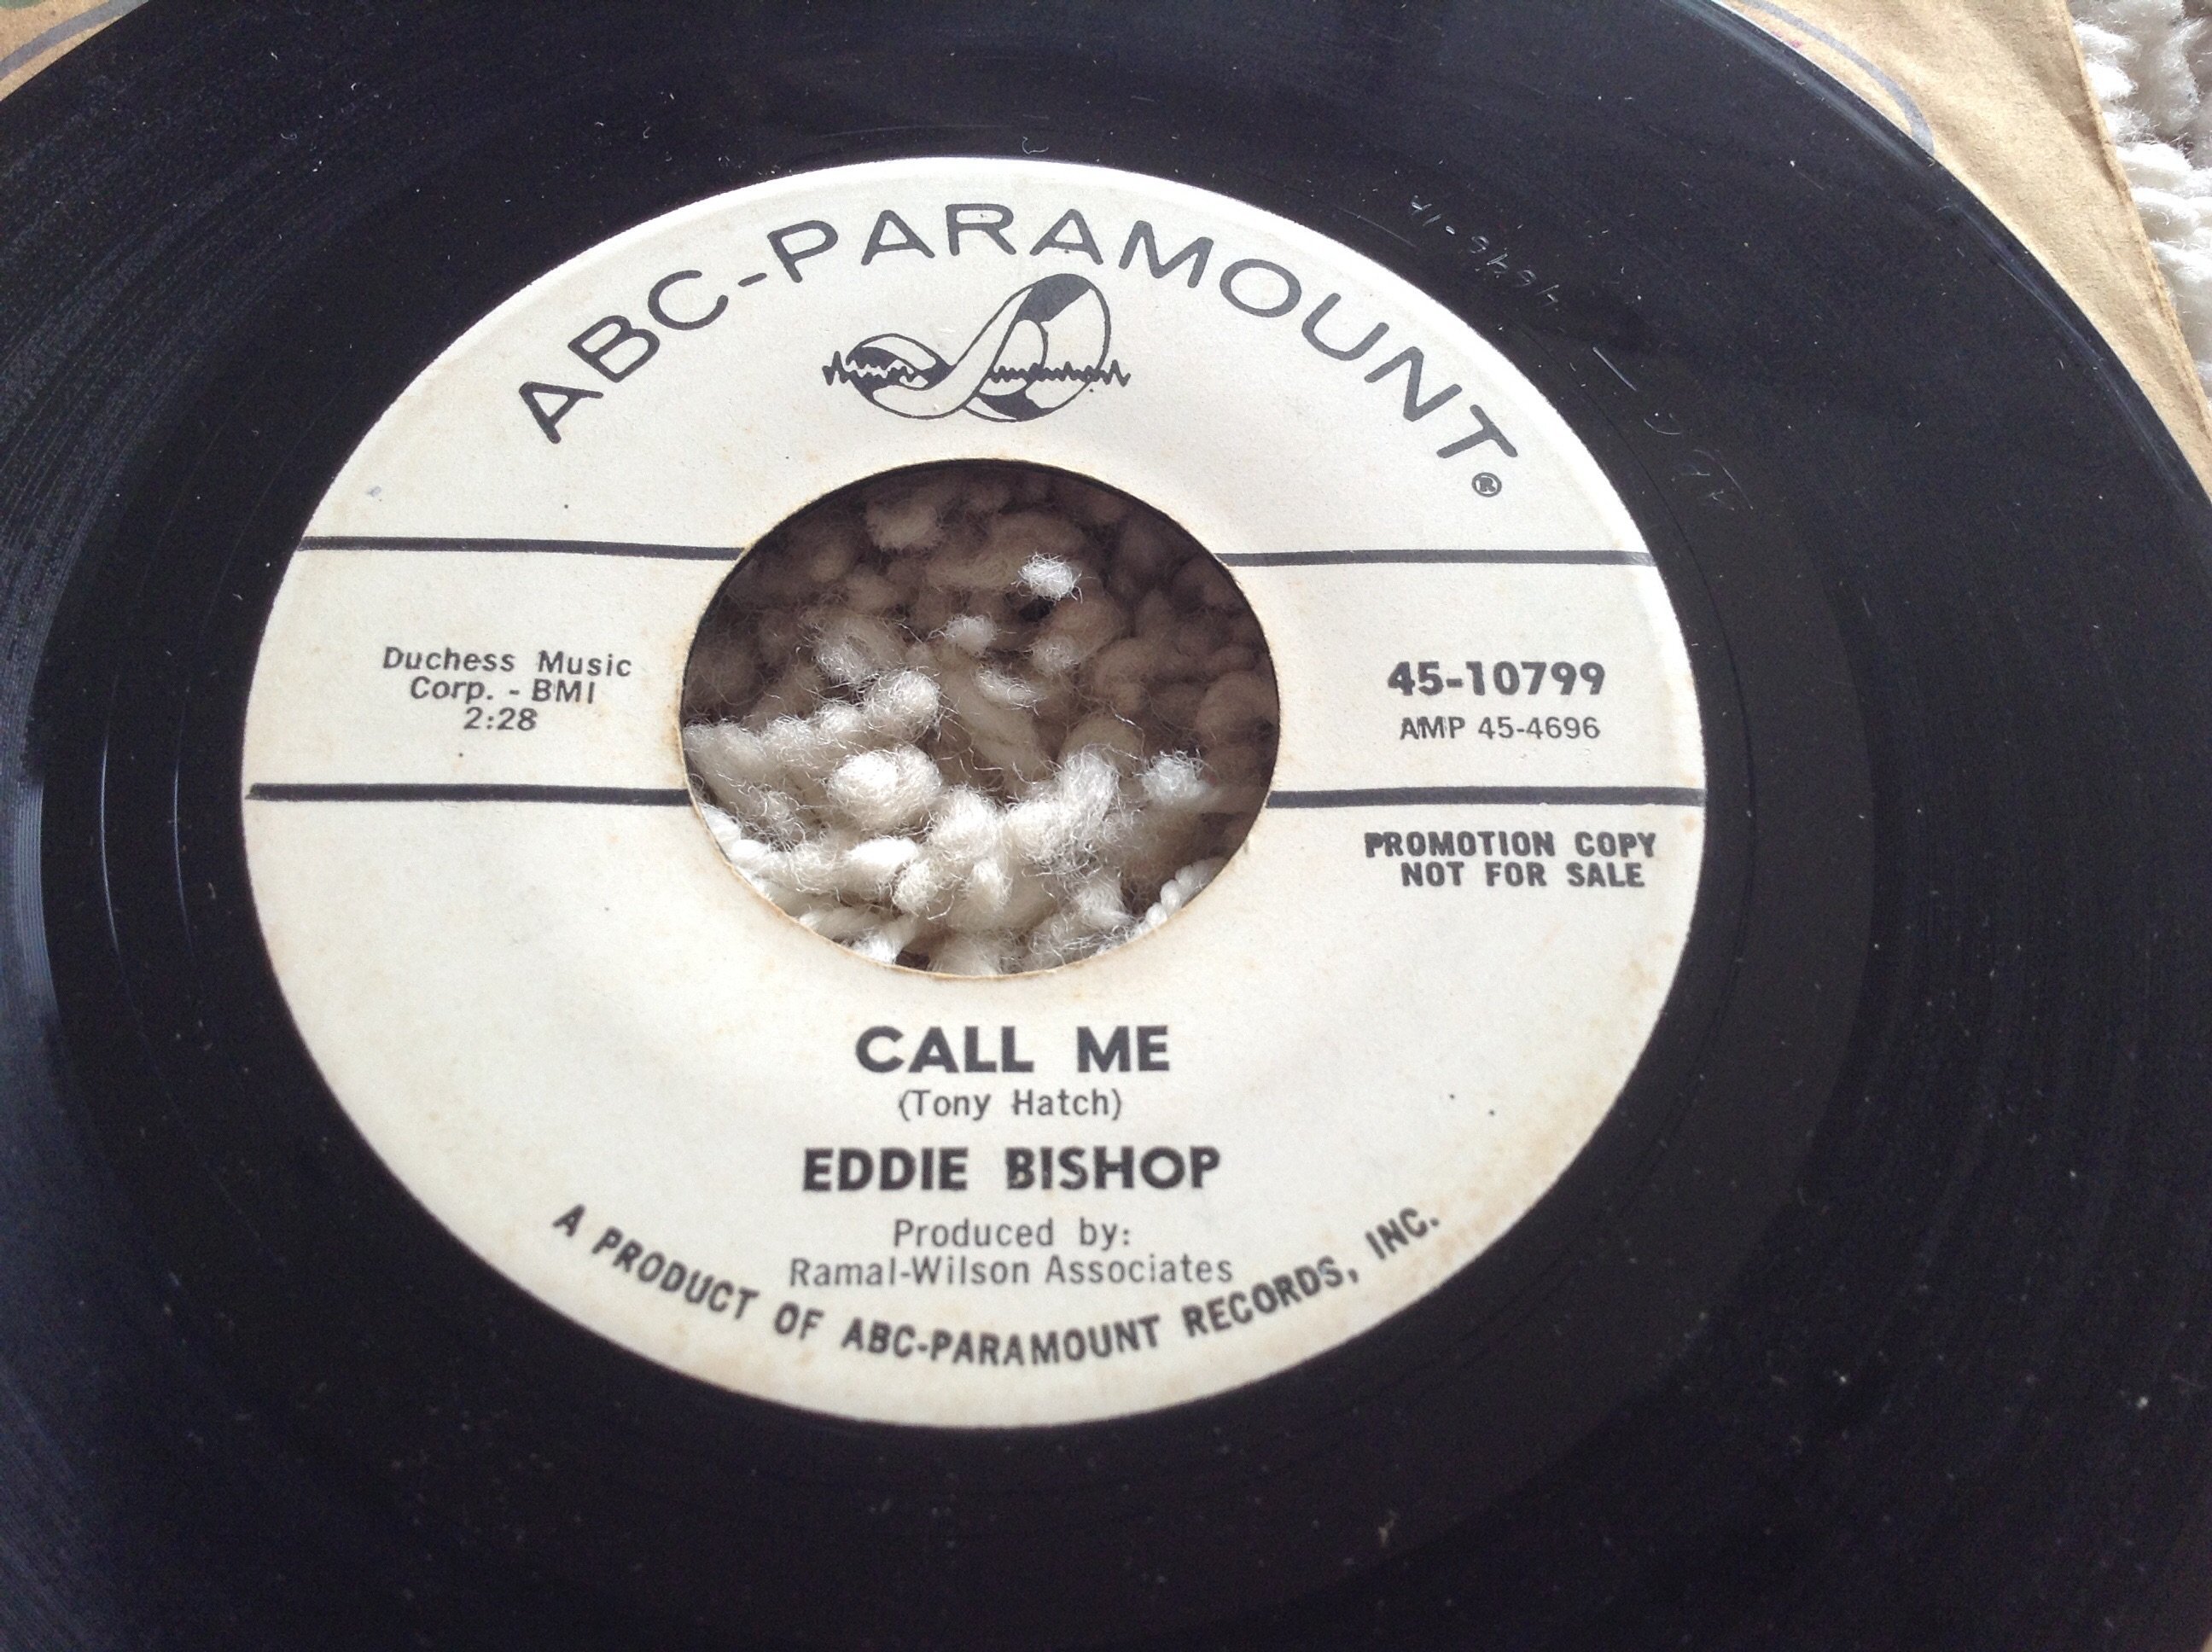 ABC-PARAMOUNT®
Duchess Music
Corp. - BMI
2:28
45-10799
AMP 45-4696
PROMOTION COPY
NOT FOR SALE
CALL ME
(Tony Hatch)
EDDIE BISHOP
Produced by:
Ramal-Wilson Associates
A PRODUCT OF ABC-PARAMOUNT RECORDS, INC.